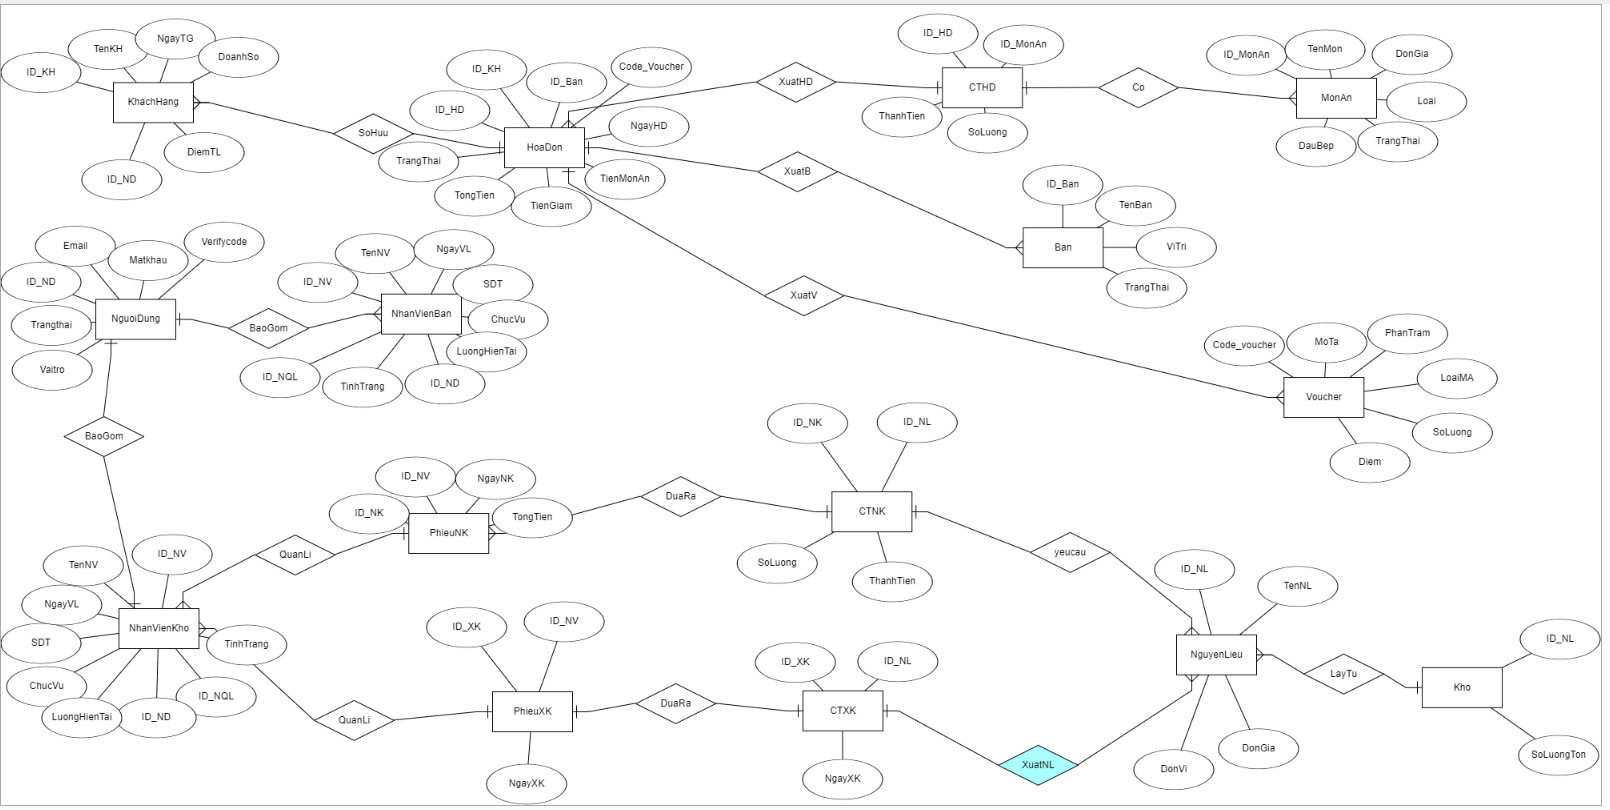 ID_KH
TenKH
NgayTG
DoanhSo
KhachHang
DiemTL
ID_ND
SoHuu
ID_KH
ID_Ban
Code_Voucher
ID_HD
NgayHD
HoaDon
TrangThai
TienMonAn
TongTien
TienGiam
XuatHD
ID_HD
ID_MonAn
CTHD
ThanhTien
SoLuong
Co
ID_MonAn
TenMon
DonGia
MonAn
Loai
DauBep
TrangThai
XuatB
ID_Ban
TenBan
Ban
ViTri
TrangThai
XuatV
Code_voucher
MoTa
PhanTram
LoaiMA
Voucher
SoLuong
Diem
Email
Matkhau
Verifycode
ID_ND
NguoiDung
Trangthai
Vaitro
BaoGom
TenNV
NgayVL
ID_NV
SDT
NhanVienBan
ChucVu
LuongHienTai
ID_NQL
TinhTrang
ID_ND
BaoGom
ID_NV
NgayNK
ID_NK
TongTien
PhieuNK
DuaRa
ID_NK
ID_NL
CTNK
SoLuong
ThanhTien
yeucau
QuanLi
TenNV
ID_NV
NgayVL
NhanVienKho
SDT
TinhTrang
ChucVu
ID_NQL
LuongHienTai
ID_ND
QuanLi
ID_XK
ID_NV
PhieuXK
NgayXK
DuaRa
ID_XK
ID_NL
CTXK
NgayXK
XuatNL
ID_NL
TenNL
NguyenLieu
DonVi
DonGia
LayTu
ID_NL
Kho
SoLuongTon